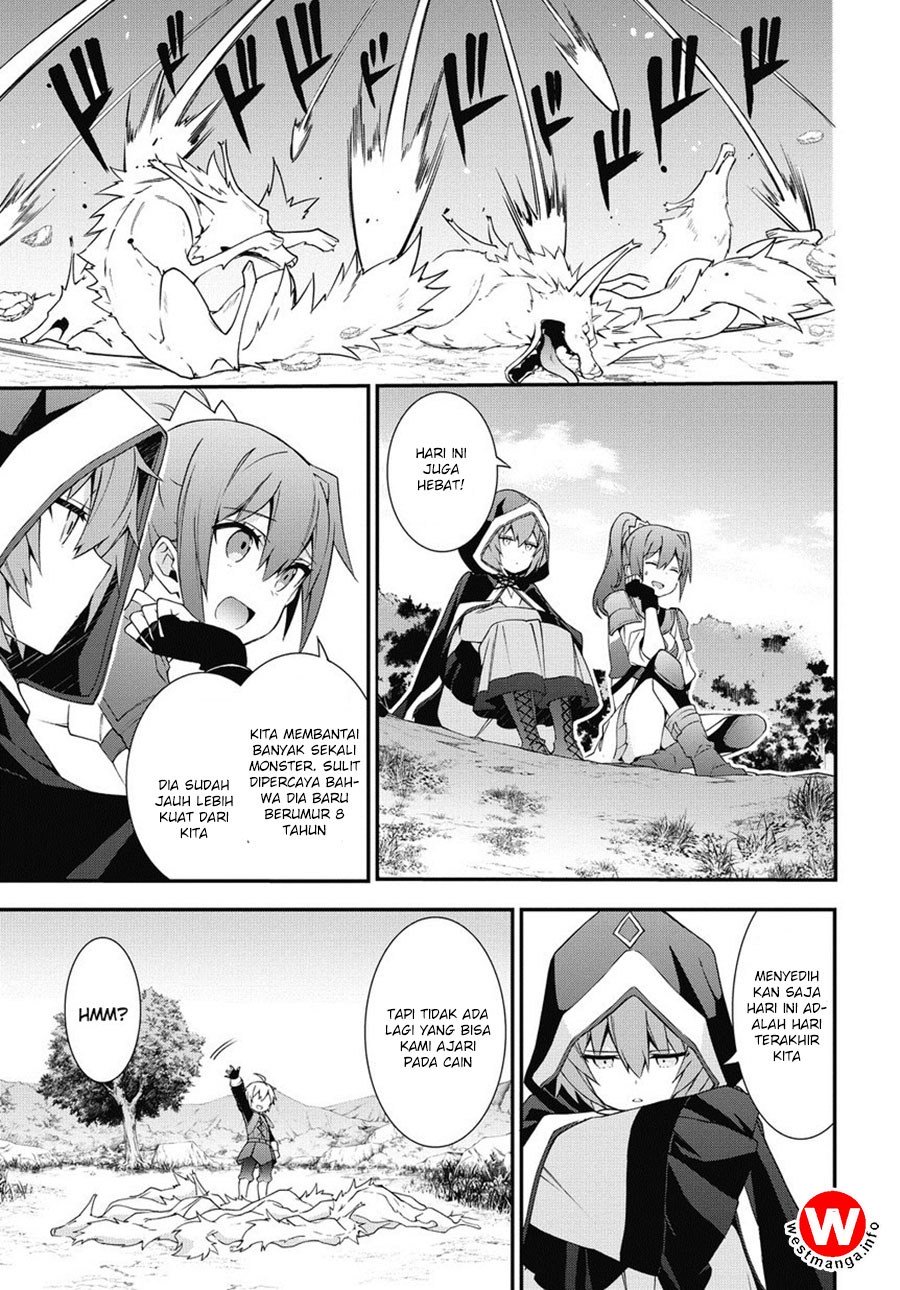 ドドドドドドドドド
HARI INI
JUGA
HEBAT!
KITA MEMBANTAI
BANYAK SEKALI
MONSTER. SULIT
DIPERCAYA BAH-
WA DIA BARU
BERUMUR 8
TAHUN
DIA SUDAH
JAUH LEBIH
KUAT DARI
KITA
MENYEDIH
KAN SAJA
HARI INI AD-
ALAH HARI
TERAKHIR
KITA
TAPI TIDAK ADA
LAGI YANG BISA
KAMI AJARI
PADA CAIN
HMM?
W
westmanga.info